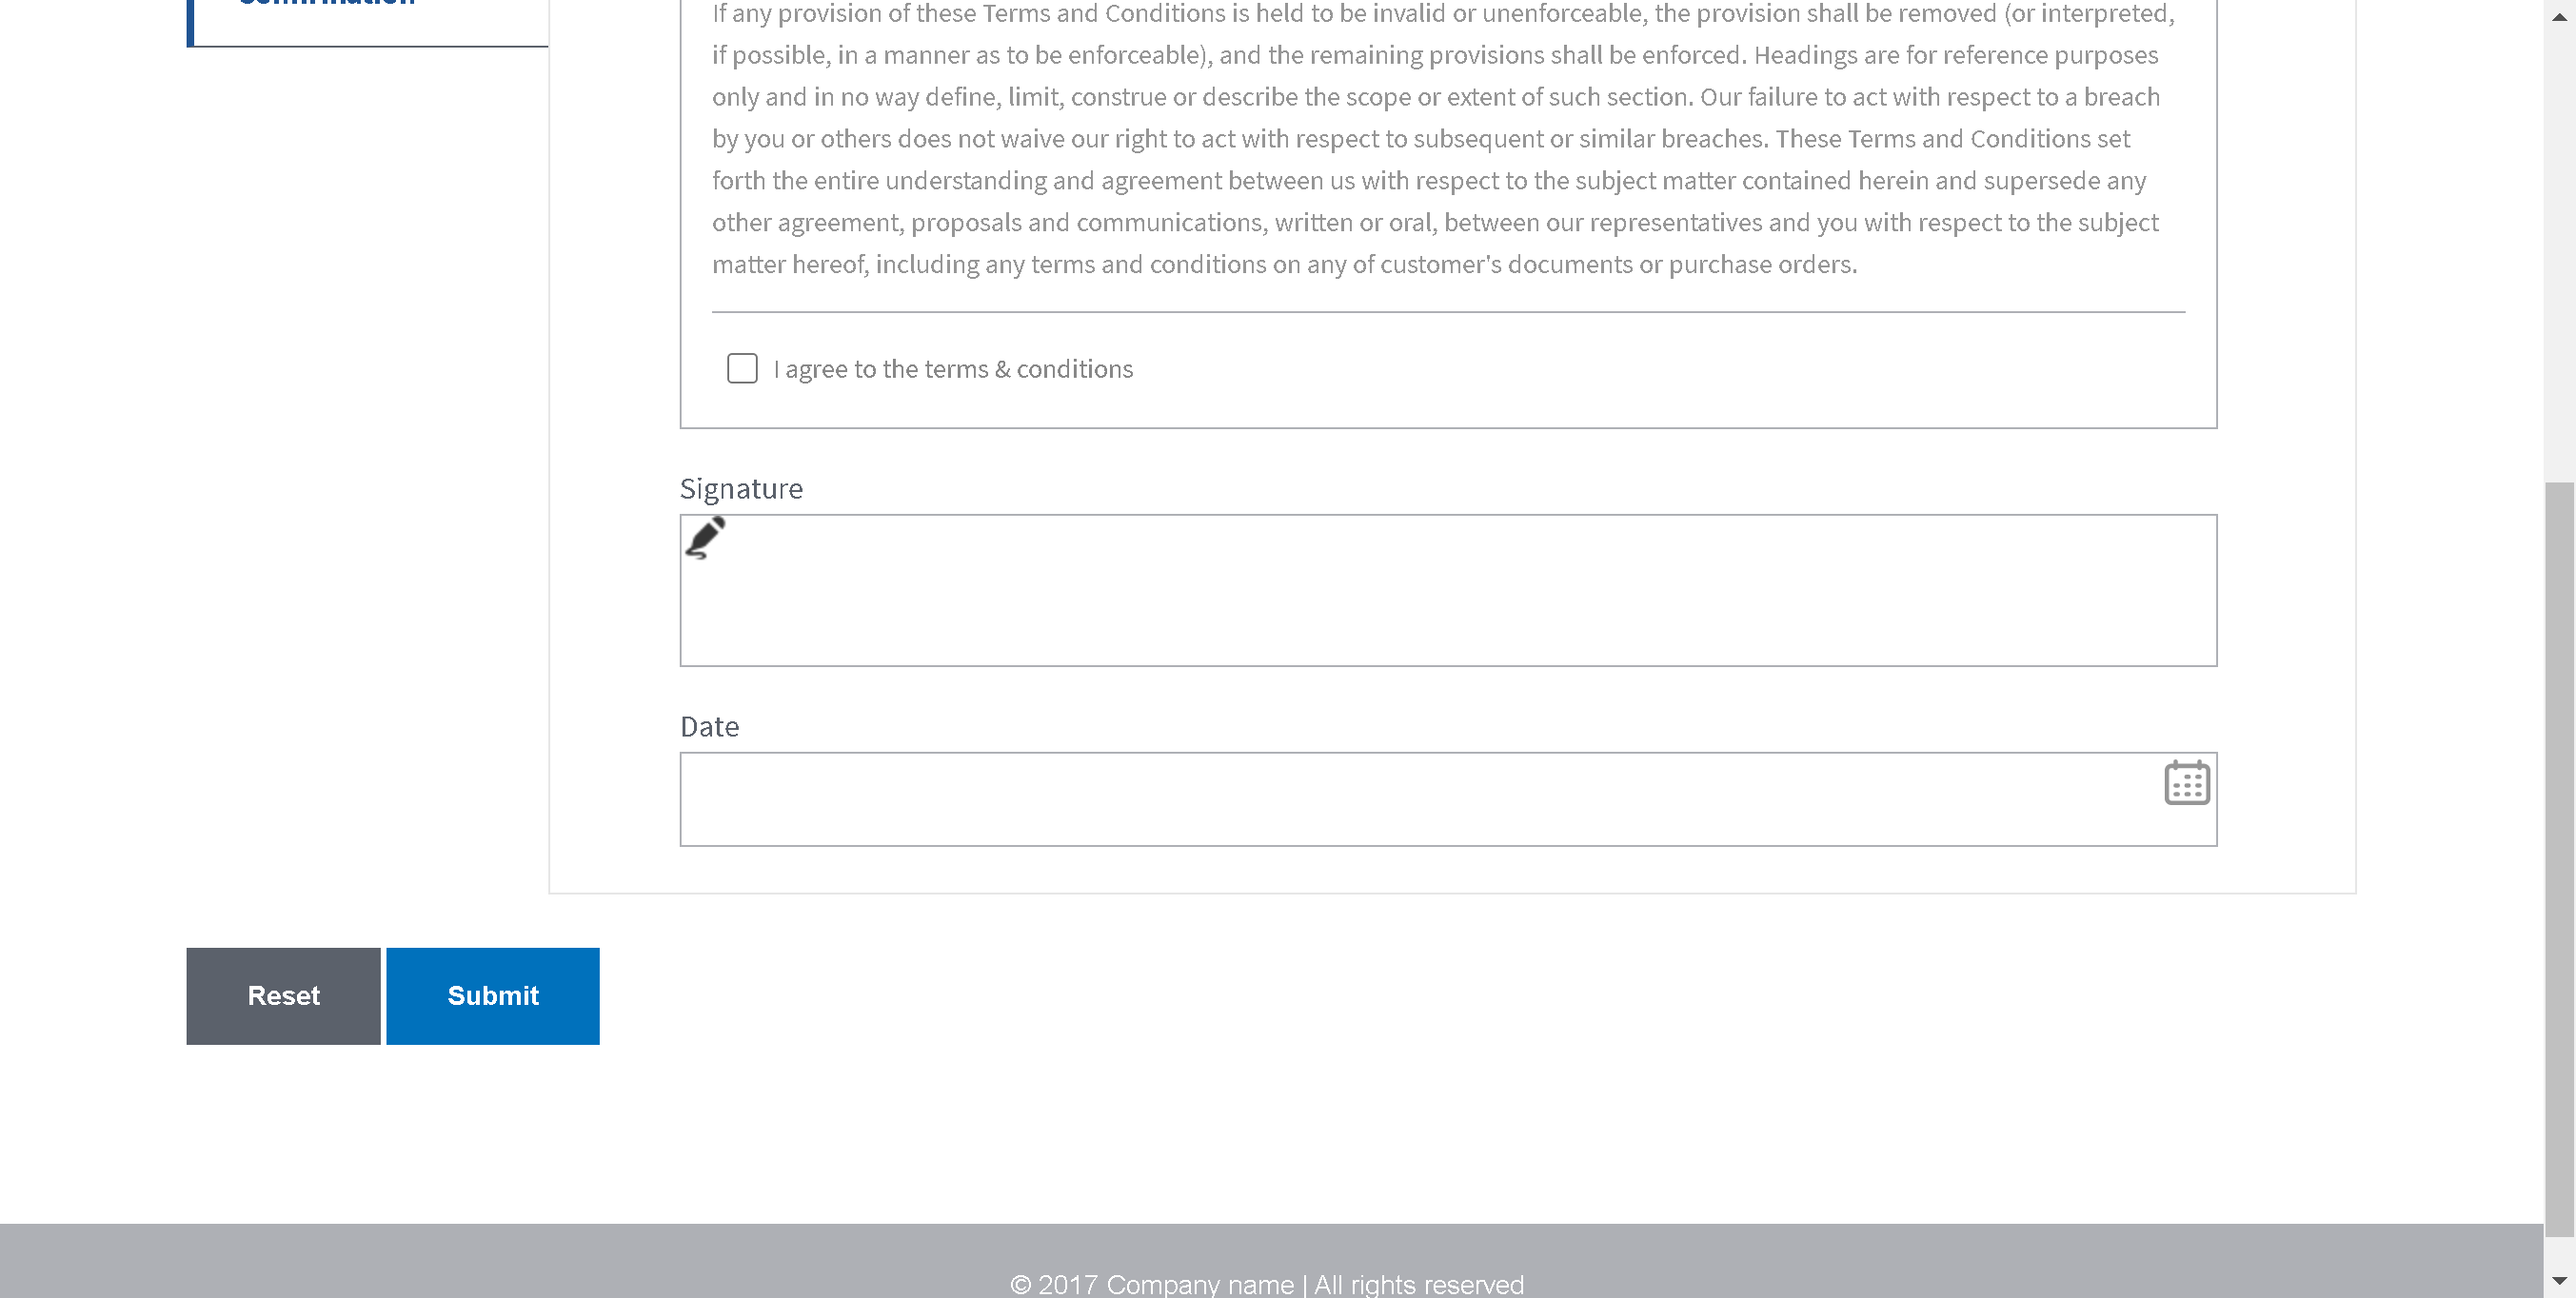 Confirmation
If any provision of these Terms and Conditions is held to be invalid or unenforceable, the provision shall be removed (or interpreted,
if possible, in a manner as to be enforceable), and the remaining provisions shall be enforced. Headings are for reference purposes
only and in no way define, limit, construe or describe the scope or extent of such section. Our failure to act with respect to a breach
by you or others does not waive our right to act with respect to subsequent or similar breaches. These Terms and Conditions set
forth the entire understanding and agreement between us with respect to the subject matter contained herein and supersede any
other agreement, proposals and communications, written or oral, between our representatives and you with respect to the subject
matter hereof, including any terms and conditions on any of customer's documents or purchase orders.
I agree to the terms & conditions
Signature
Date
Reset Submit
© 2017 Company name | All rights reserved